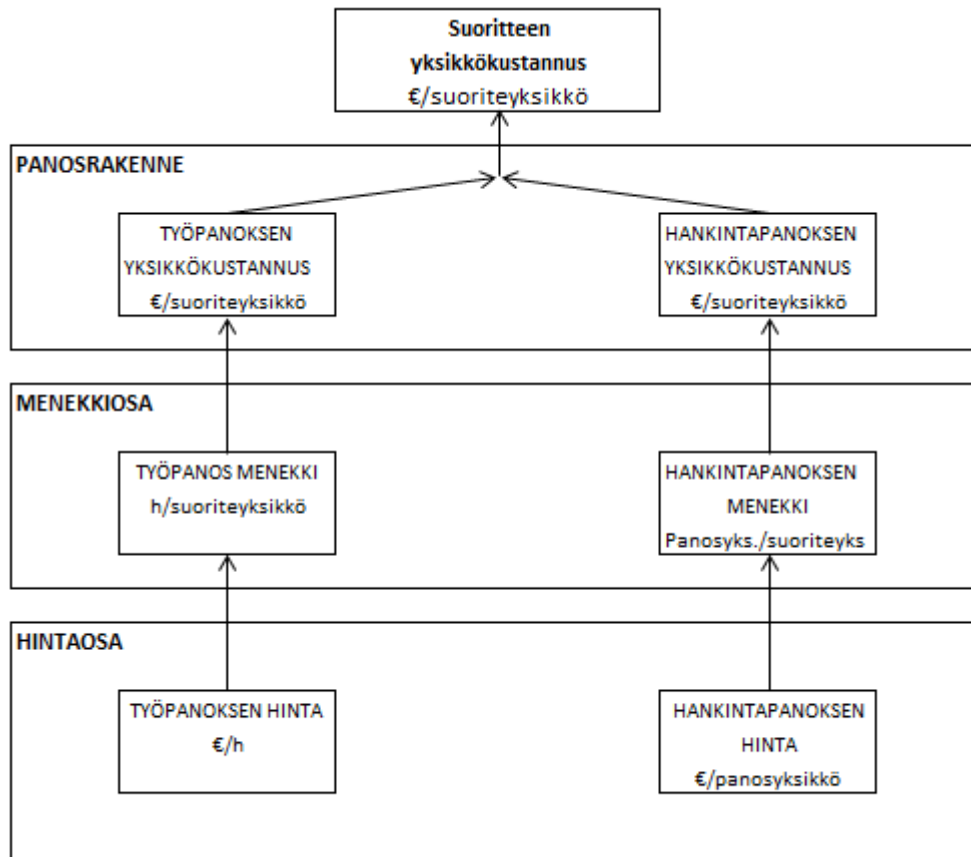 Suoritteen
yksikkökustannus
€/suoriteyksikkö
PANOSRAKENNE
TYÖPANOKSEN
YKSIKKÖKUSTANNUS
€/suoriteyksikkö
HANKINTAPANOKSEN
YKSIKKÖKUSTANNUS
€/suoriteyksikkö
MENEKKIOSA
TYÖPANOS MENEKKI
h/suoriteyksikkö
HANKINTAPANOKSEN
MENEKKI
Panosyks./suoriteyks
HINTAOSA
TYÖPANOKSEN HINTA
€/h
HANKINTAPANOKSEN
HINTA
€/panosyksikkö